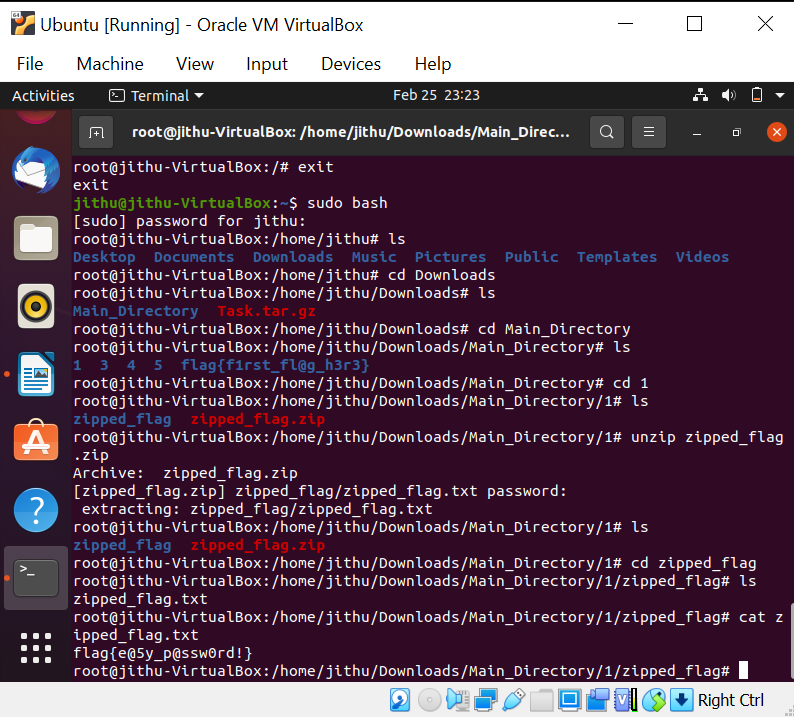 Ubuntu [Running] - Oracle VM VirtualBox
File Machine View Input Devices Help
Activities Terminal Feb 25 23:23
root@jithu-VirtualBox: /home/jithu/Downloads/Main_Direc...
root@jithu-VirtualBox:/# exit
exit
jithu@jithu-VirtualBox:~$ sudo bash
[sudo] password for jithu:
root@jithu-VirtualBox:/home/jithu# ls
Desktop Documents Downloads Music Pictures Public Templates Videos
root@jithu-VirtualBox:/home/jithu# cd Downloads
root@jithu-VirtualBox:/home/jithu/Downloads# ls
Main_Directory Task.tar.gz
root@jithu-VirtualBox:/home/jithu/Downloads# cd Main_Directory
root@jithu-VirtualBox:/home/jithu/Downloads/Main_Directory# ls
1 3 4 5 flag{f1rst_fl@g_h3r3}
root@jithu-VirtualBox:/home/jithu/Downloads/Main_Directory# cd 1
root@jithu-VirtualBox:/home/jithu/Downloads/Main_Directory/1# ls
zipped_flag zipped_flag.zip
root@jithu-VirtualBox:/home/jithu/Downloads/Main_Directory/1# unzip zipped_flag
.zip
Archive: zipped_flag.zip
[zipped_flag.zip] zipped_flag/zipped_flag.txt password:
extracting: zipped_flag/zipped_flag.txt
root@jithu-VirtualBox:/home/jithu/Downloads/Main_Directory/1# ls
zipped_flag zipped_flag.zip
root@jithu-VirtualBox:/home/jithu/Downloads/Main_Directory/1# cd zipped_flag
root@jithu-VirtualBox:/home/jithu/Downloads/Main_Directory/1/zipped_flag# ls
zipped_flag.txt
root@jithu-VirtualBox:/home/jithu/Downloads/Main_Directory/1/zipped_flag# cat z
ipped_flag.txt
flag{e@5y_p@ssw0rd!}
root@jithu-VirtualBox:/home/jithu/Downloads/Main_Directory/1/zipped_flag#
Right Ctrl